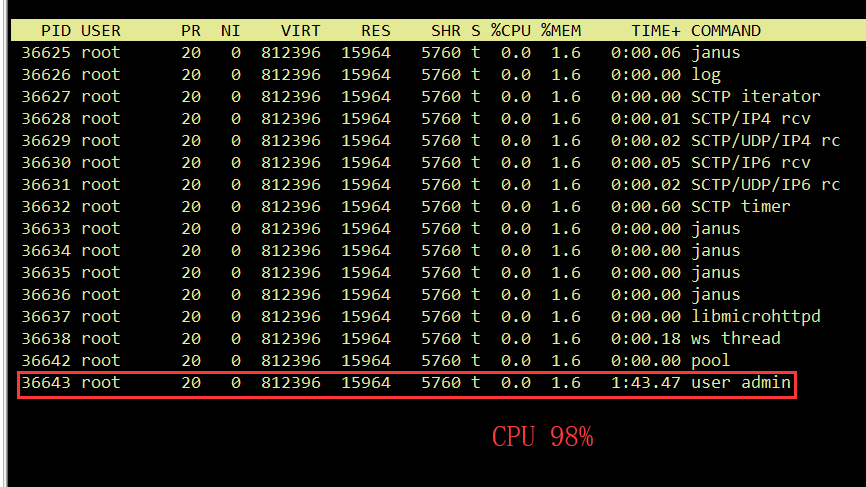 PID USER PR NI VIRT RES SHR S %CPU %MEM TIME+ COMMAND
36625 root 20 0 812396 15964 5760 t 0.0 1.6 0:00.06 janus
36626 root 20 0 812396 15964 5760 t 0.0 1.6 0:00.00 log
36627 root 20 0 812396 15964 5760 t 0.0 1.6 0:00.00 SCTP iterator
36628 root 20 0 812396 15964 5760 t 0.0 1.6 0:00.01 SCTP/IP4 rcv
36629 root 20 0 812396 15964 5760 t 0.0 1.6 0:00.02 SCTP/UDP/IP4 rc
36630 root 20 0 812396 15964 5760 t 0.0 1.6 0:00.05 SCTP/IP6 rcv
36631 root 20 0 812396 15964 5760 t 0.0 1.6 0:00.02 SCTP/UDP/IP6 rc
36632 root 20 0 812396 15964 5760 t 0.0 1.6 0:00.60 SCTP timer
36633 root 20 0 812396 15964 5760 t 0.0 1.6 0:00.00 janus
36634 root 20 0 812396 15964 5760 t 0.0 1.6 0:00.00 janus
36635 root 20 0 812396 15964 5760 t 0.0 1.6 0:00.00 janus
36636 root 20 0 812396 15964 5760 t 0.0 1.6 0:00.00 janus
36637 root 20 0 812396 15964 5760 t 0.0 1.6 0:00.00 libmicrohttpd
36638 root 20 0 812396 15964 5760 t 0.0 1.6 0:00.18 ws thread
36642 root 20 0 812396 15964 5760 t 0.0 1.6 0:00.00 pool
36643 root 20 0 812396 15964 5760 t 0.0 1.6 1:43.47 user admin
CPU 98%